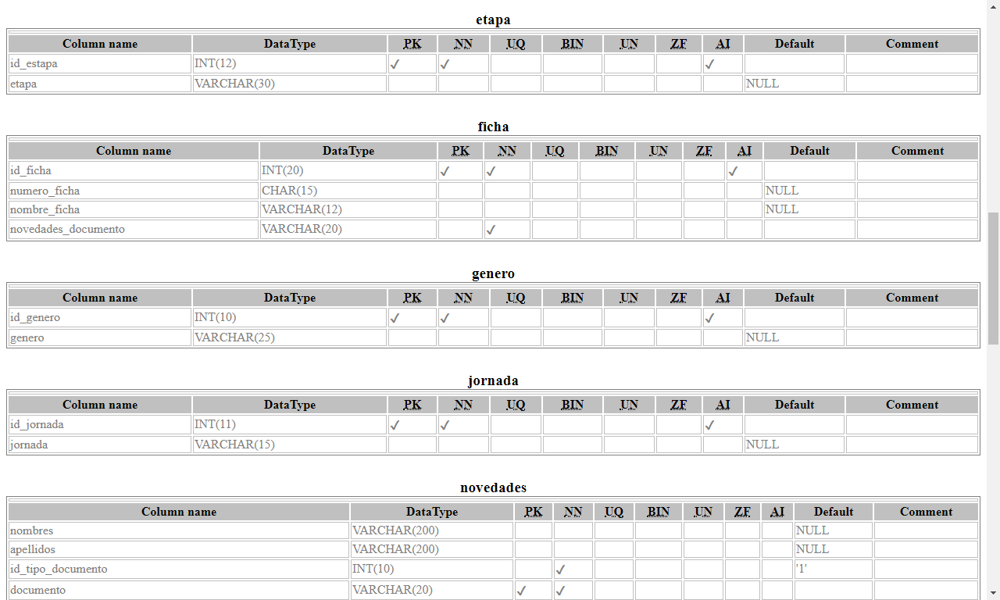 etapa
Column name DataType PK NN UQ BIN UN ZF AI Default Comment
id_estapa INT(12) ✓ ✓ ✓
etapa VARCHAR(30) NULL
ficha
Column name DataType PK NN UQ BIN UN ZF AI Default Comment
id_ficha INT(20) ✓ ✓ ✓
numero_ficha CHAR(15) NULL
nombre_ficha VARCHAR(12) NULL
novedades_documento VARCHAR(20) ✓
genero
Column name DataType PK NN UQ BIN UN ZF AI Default Comment
id_genero INT(10) ✓ ✓ ✓
genero VARCHAR(25) NULL
jornada
Column name DataType PK NN UQ BIN UN ZF AI Default Comment
id_jornada INT(11) ✓ ✓ ✓
jornada VARCHAR(15) NULL
novedades
Column name DataType PK NN UQ BIN UN ZF AI Default Comment
nombres VARCHAR(200) NULL
apellidos VARCHAR(200) NULL
id_tipo_documento INT(10) ✓ '1'
documento VARCHAR(20) ✓ ✓